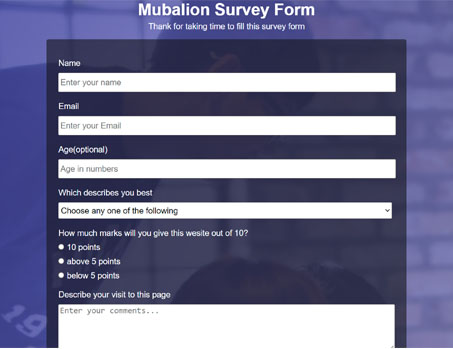 Mubalion Survey Form
Thank for taking time to fill this survey form
Name
Enter your name
Email
Enter your Email
Age(optional)
Age in numbers
Which describes you best
Choose any one of the following
How much marks will you give this wesite out of 10?
10 points
above 5 points
below 5 points
Describe your visit to this page
Enter your comments...
19